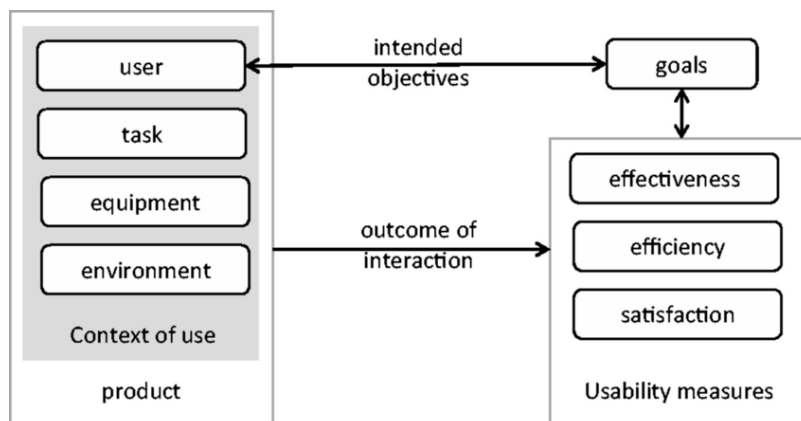 user
task
equipment
environment
Context of use
product
intended
objectives
outcome of
interaction
goals
effectiveness
efficiency
satisfaction
Usability measures